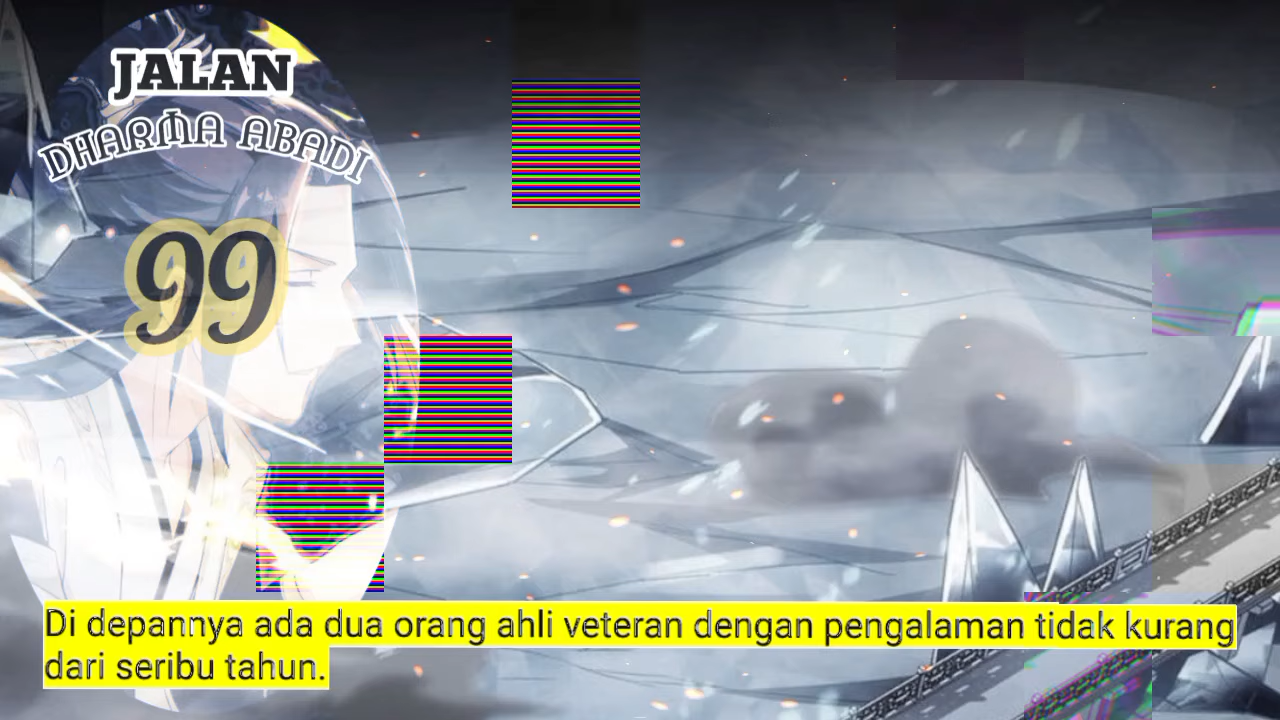 JALAN
DHARMA ABADI
99
Di depannya ada dua orang ahli veteran dengan pengalaman tidak kurang
dari seribu tahun.